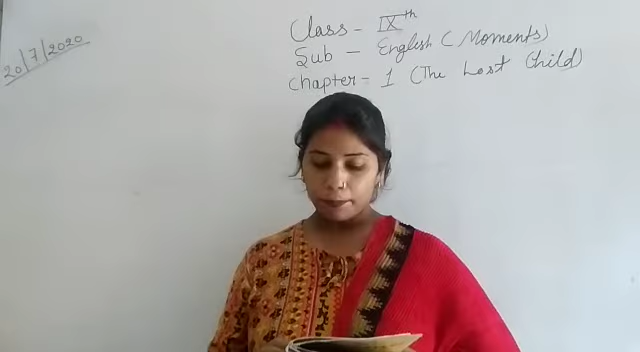 20/7/2020
Class - IXth
Sub - English (Moments)
Chapter - 1 (The Lost Child)